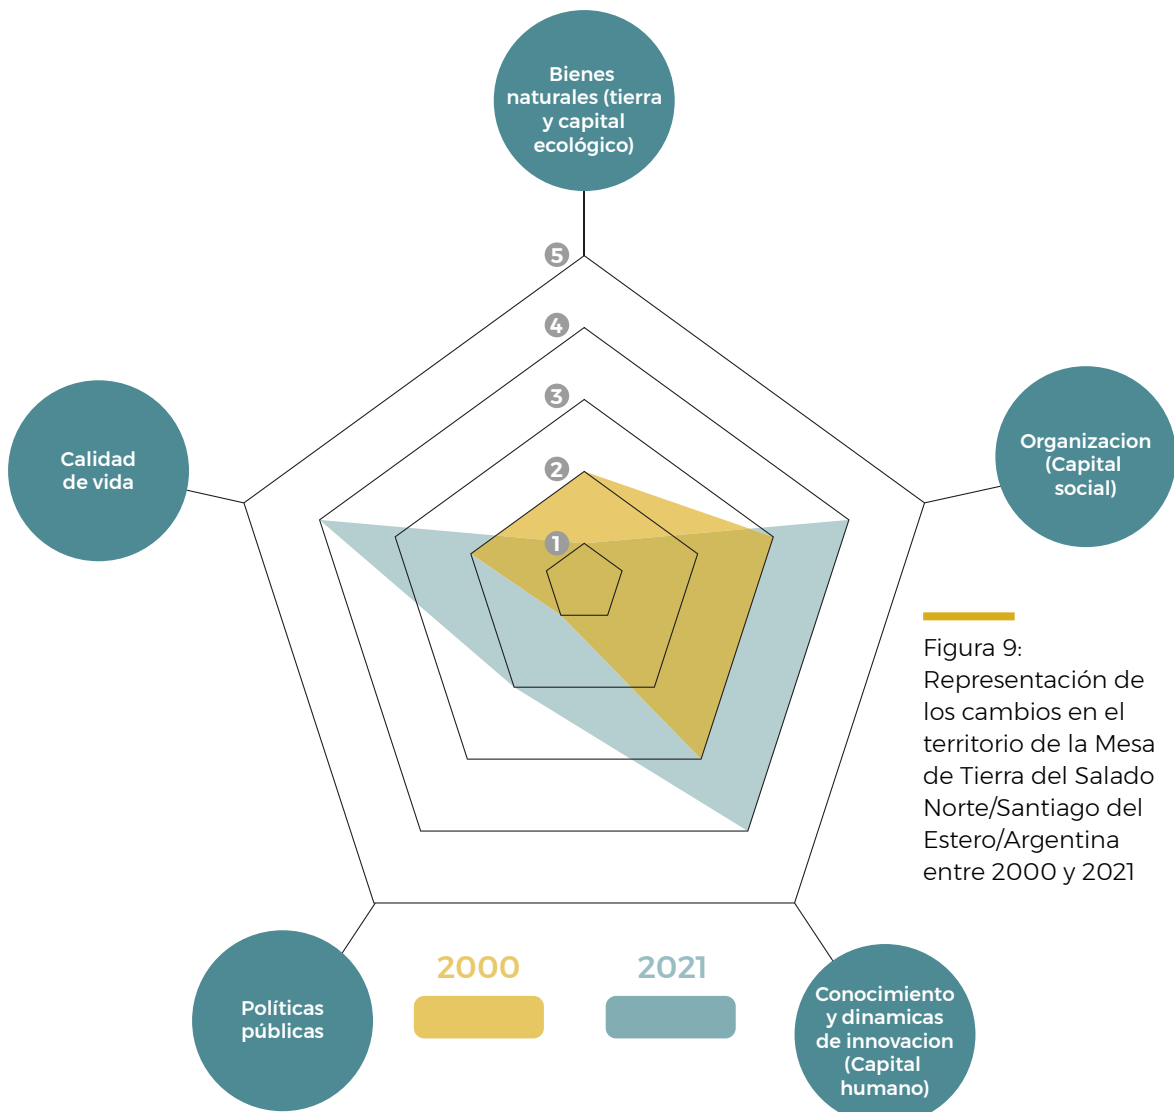 Bienes
naturales (tierra
y capital
ecológico)
5
4
3
2
1
Calidad
de vida
Organizacion
(Capital
social)
Figura 9:
Representación de
los cambios en el
territorio de la Mesa
de Tierra del Salado
Norte/Santiago del
Estero/Argentina
entre 2000 y 2021
Políticas
públicas
2000
2021
Conocimiento
y dinamicas
de innovacion
(Capital
humano)